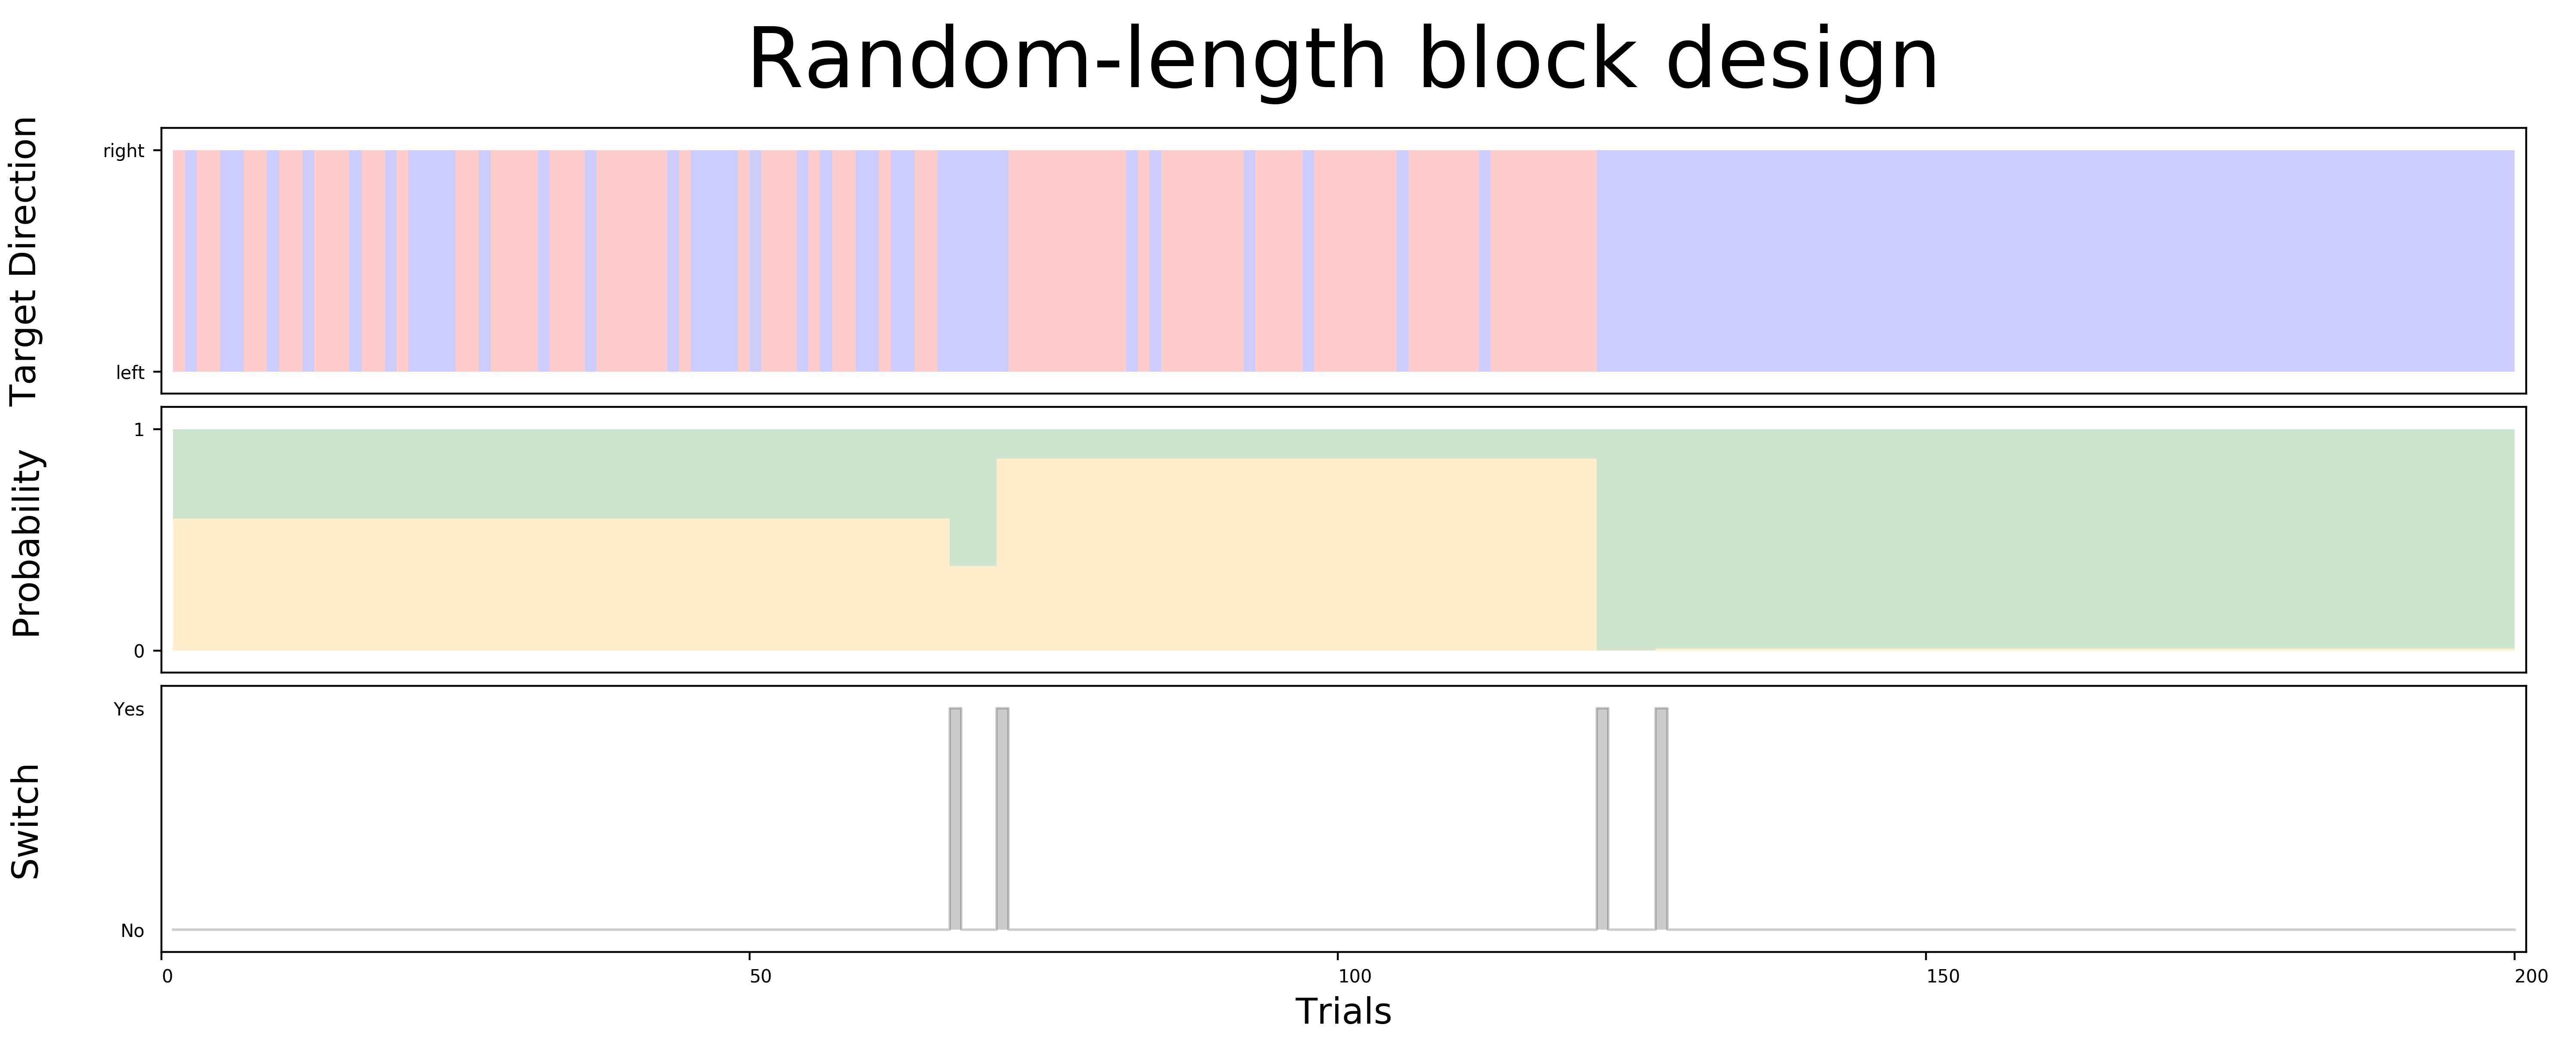 Random-length block design
Target Direction
right
left
Probability
1
0
Switch
Yes
No
0
50
100
150
200
Trials